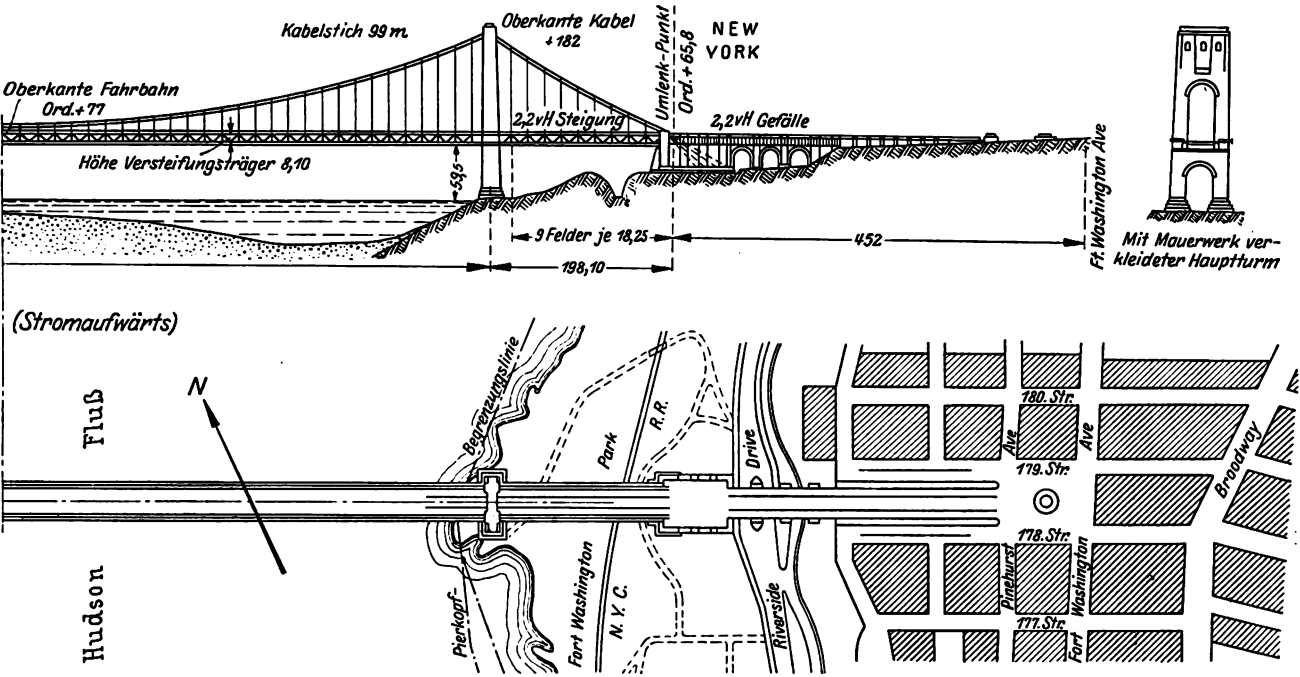 Kabelstich 99 m.
Oberkante Kabel
+ 182
NEW
YORK
Umlenk-Punkt
Ord. + 65,8
Oberkante Fahrbahn
Ord. + 77
2,2 vH Steigung
2,2 vH Gefälle
Höhe Versteifungsträger 8,10
59,5
9 Felder je 18,25
452
198,10
Ft. Washington Ave
Mit Mauerwerk ver-
kleideter Hauptturm
(Stromaufwärts)
N
Fluß
Hudson
Begrenzungslinie
Pierkopf-
Park
Fort Washington
R.R.
N.Y.C.
Drive
Riverside
180. Str.
Ave
Ave
179. Str.
Broodway
178. Str.
Pinehurst
Washington
177. Str.
Fort